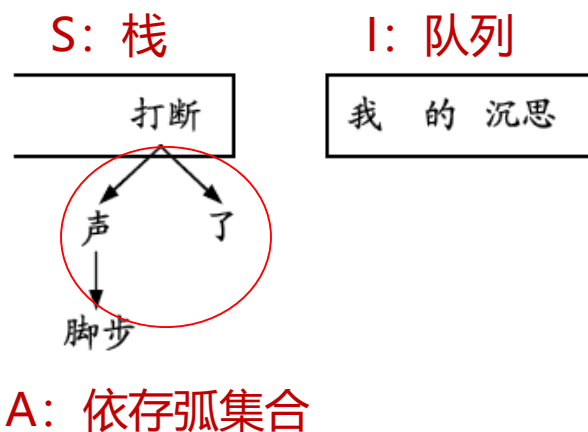 S：栈
I：队列
打断
我 的 沉思
声
了
脚步
A：依存弧集合